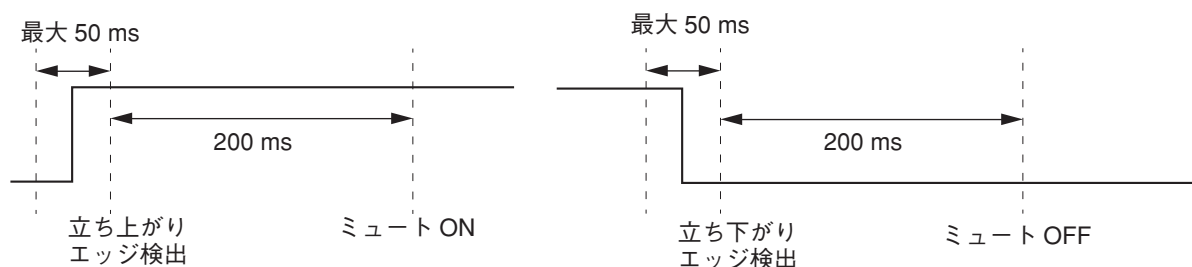 最大 50 ms
200 ms
立ち上がり
エッジ検出
ミュート ON
最大 50 ms
200 ms
立ち下がり
エッジ検出
ミュート OFF